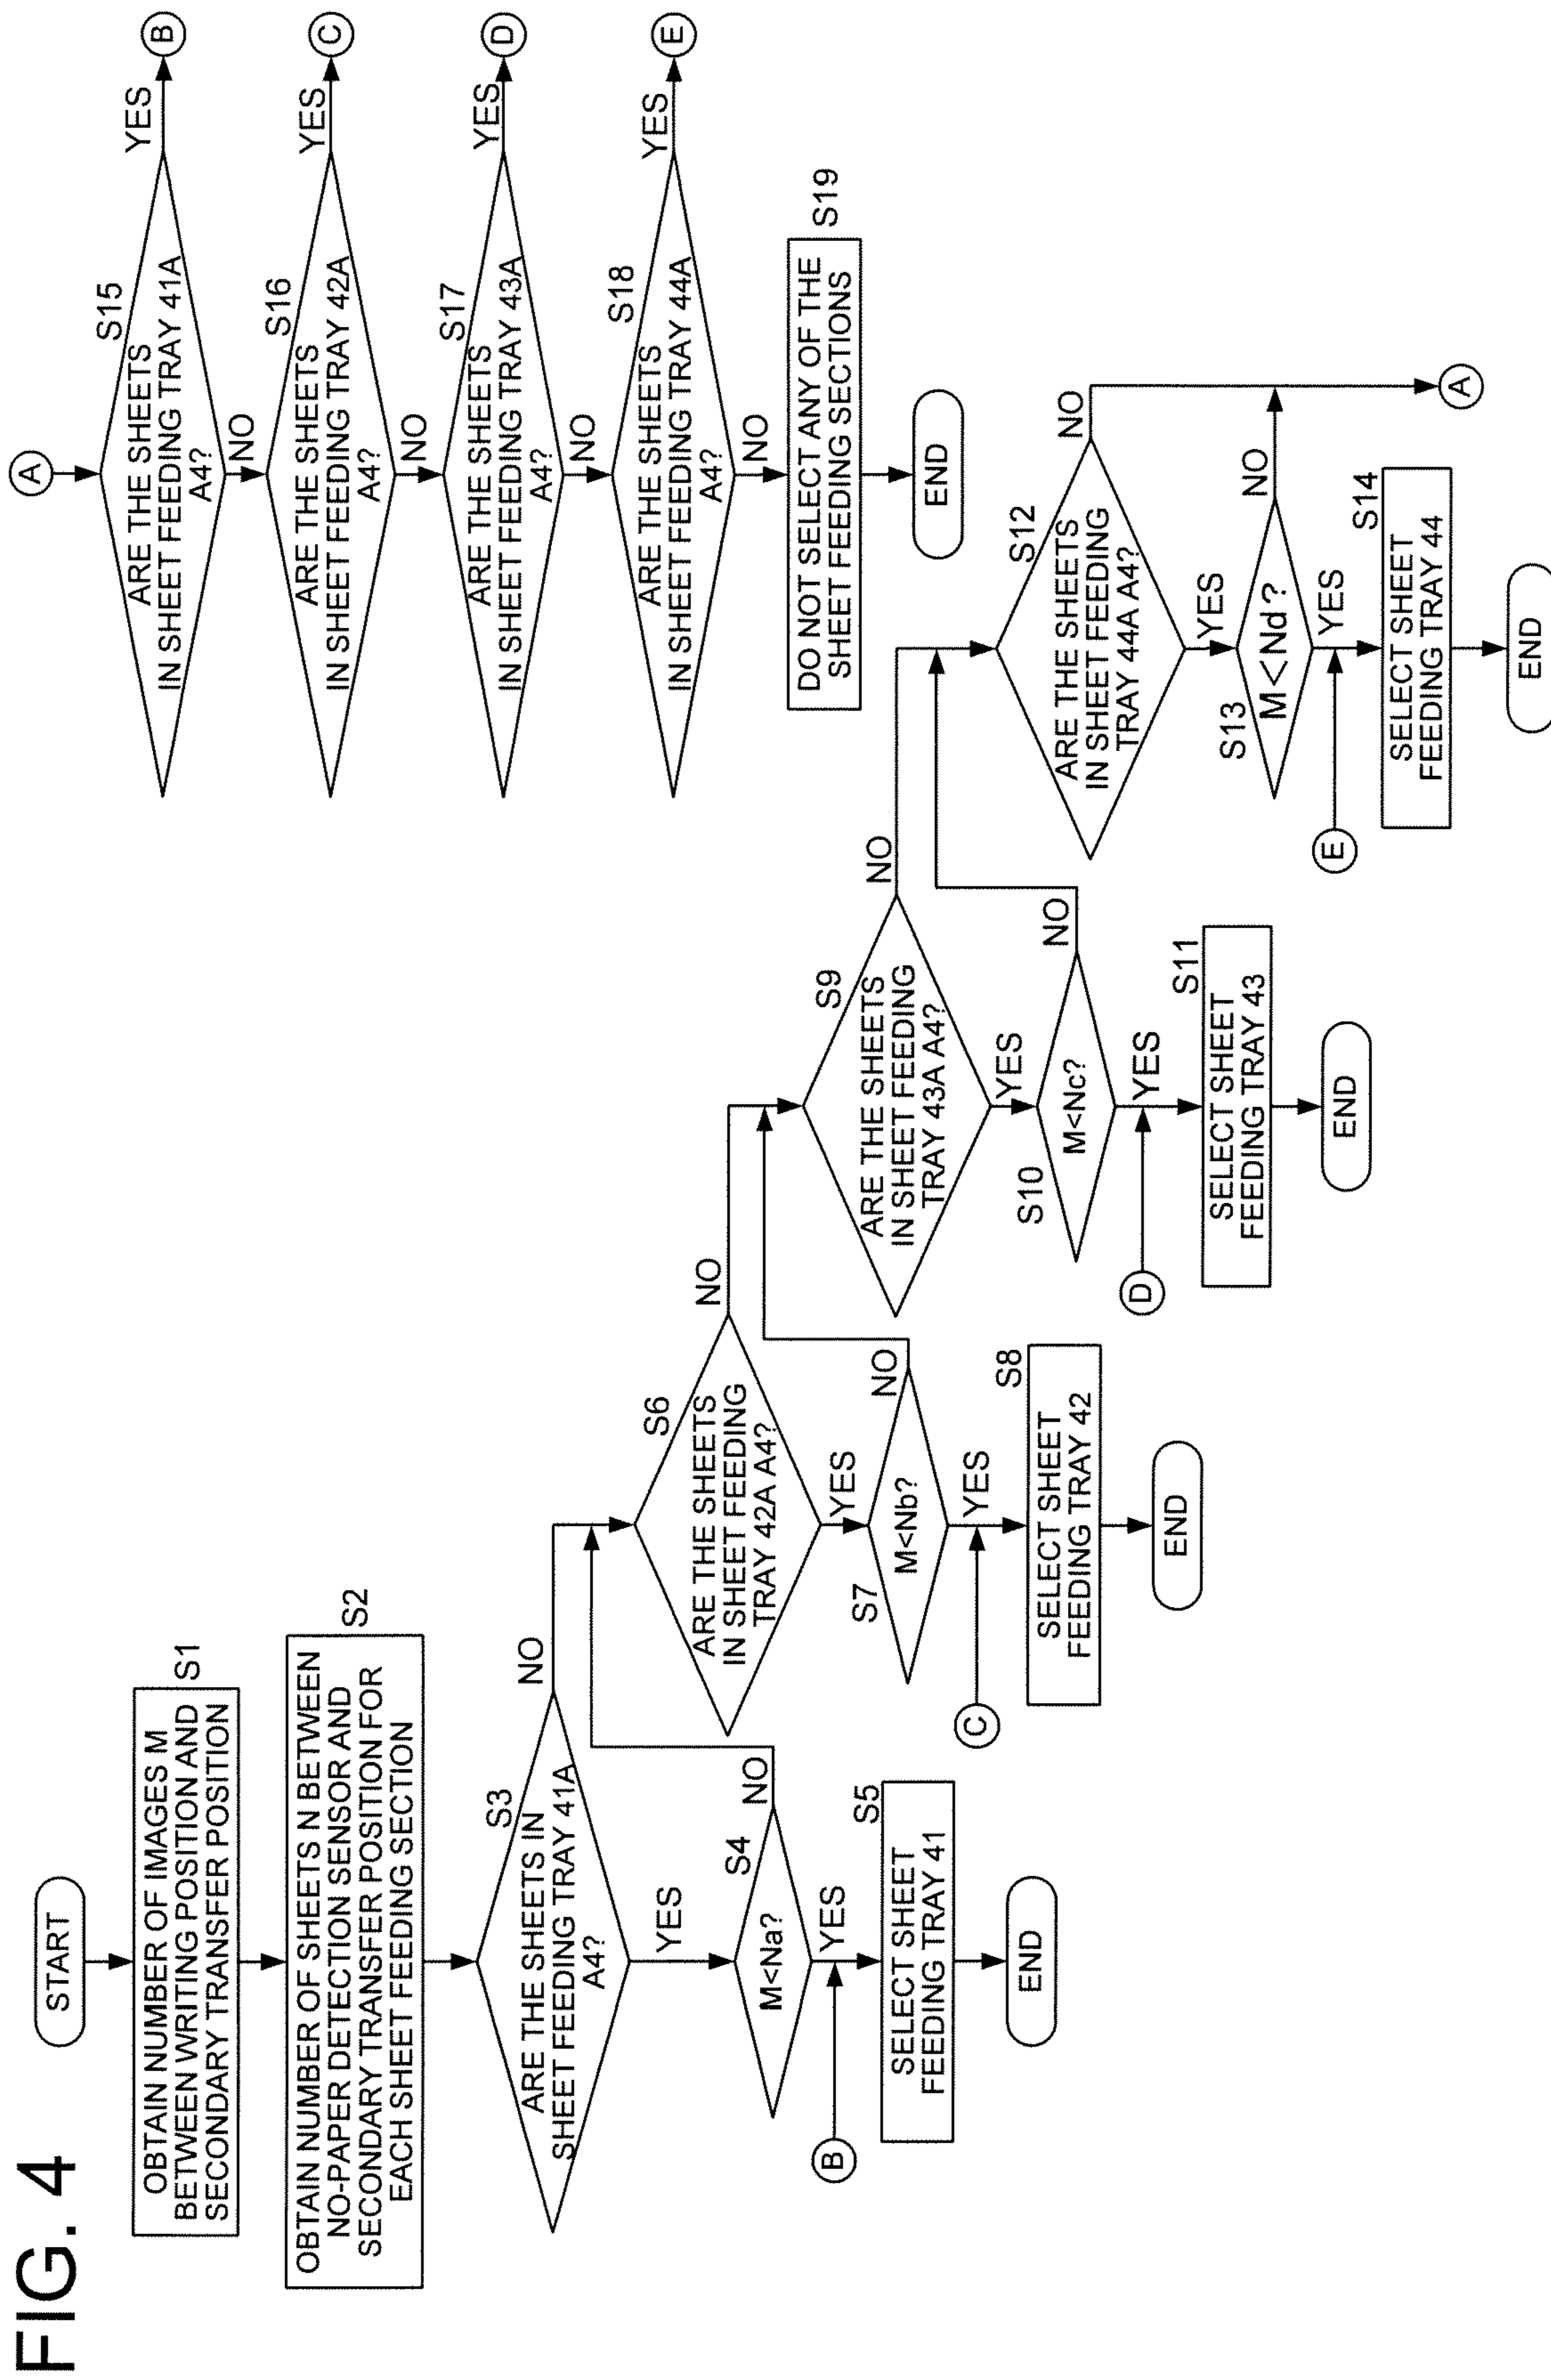 FIG. 4
START
OBTAIN NUMBER OF IMAGES M
BETWEEN WRITING POSITION AND
SECONDARY TRANSFER POSITION
S1
OBTAIN NUMBER OF SHEETS N BETWEEN
NO-PAPER DETECTION SENSOR AND
SECONDARY TRANSFER POSITION FOR
EACH SHEET FEEDING SECTION
S2
S3
ARE THE SHEETS IN
SHEET FEEDING TRAY 41A
A4?
NO
YES
S4
M<Na?
NO
YES
B
S5
SELECT SHEET
FEEDING TRAY 41
END
S6
ARE THE SHEETS
IN SHEET FEEDING
TRAY 42A A4?
NO
YES
S7
M<Nb?
NO
YES
C
S8
SELECT SHEET
FEEDING TRAY 42
END
S9
ARE THE SHEETS
IN SHEET FEEDING
TRAY 43A A4?
NO
YES
S10
M<Nc?
NO
YES
D
S11
SELECT SHEET
FEEDING TRAY 43
END
S12
ARE THE SHEETS
IN SHEET FEEDING
TRAY 44A A4?
NO
YES
S13
M<Nd?
NO
YES
E
S14
SELECT SHEET
FEEDING TRAY 44
END
A
A
S15
ARE THE SHEETS
IN SHEET FEEDING TRAY 41A
A4?
YES
B
NO
S16
ARE THE SHEETS
IN SHEET FEEDING TRAY 42A
A4?
YES
C
NO
S17
ARE THE SHEETS
IN SHEET FEEDING TRAY 43A
A4?
YES
D
NO
S18
ARE THE SHEETS
IN SHEET FEEDING TRAY 44A
A4?
YES
E
NO
S19
DO NOT SELECT ANY OF THE
SHEET FEEDING SECTIONS
END